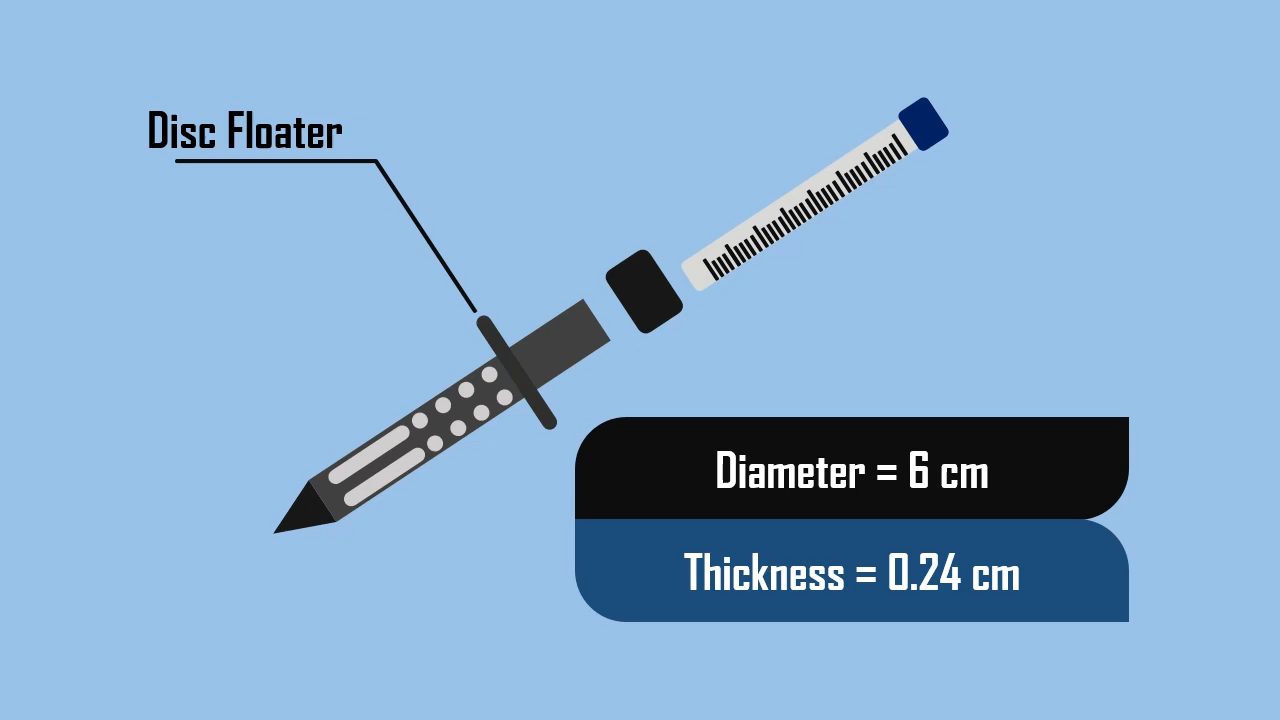 Disc Floater
Diameter = 6 cm
Thickness = 0.24 cm